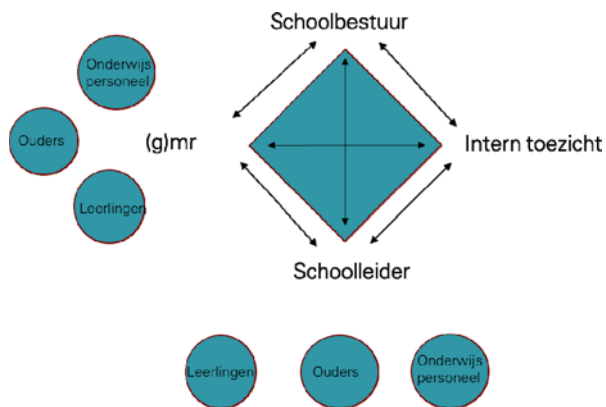 Schoolbestuur
Onderwijs
personeel
Ouders
(g)mr
Intern toezicht
Leerlingen
Schoolleider
Leerlingen
Ouders
Onderwijs
personeel